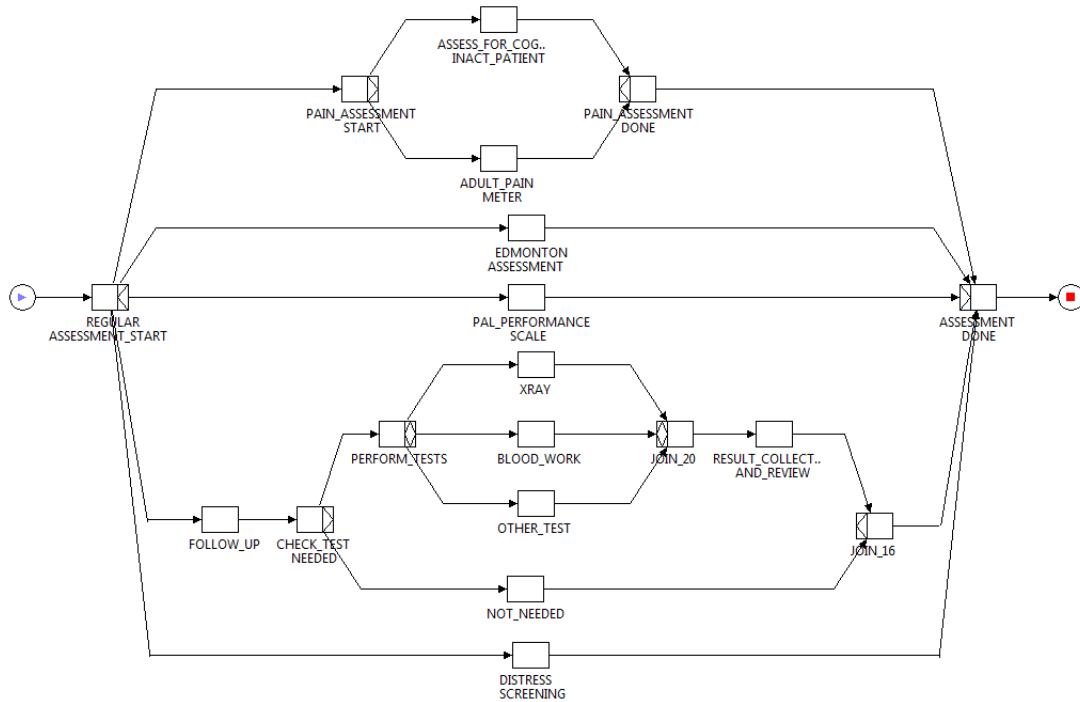 ASSESS_FOR_COG..
INACT_PATIENT
PAIN_ASSESSMENT
START
PAIN_ASSESSMENT
DONE
ADULT_PAIN
METER
EDMONTON
ASSESSMENT
REGULAR
ASSESSMENT_START
PAL_PERFORMANCE
SCALE
ASSESSMENT
DONE
XRAY
PERFORM_TESTS
BLOOD_WORK
JOIN_20
RESULT_COLLECT..
AND_REVIEW
OTHER_TEST
FOLLOW_UP
CHECK_TEST
NEEDED
JOIN_16
NOT_NEEDED
DISTRESS
SCREENING